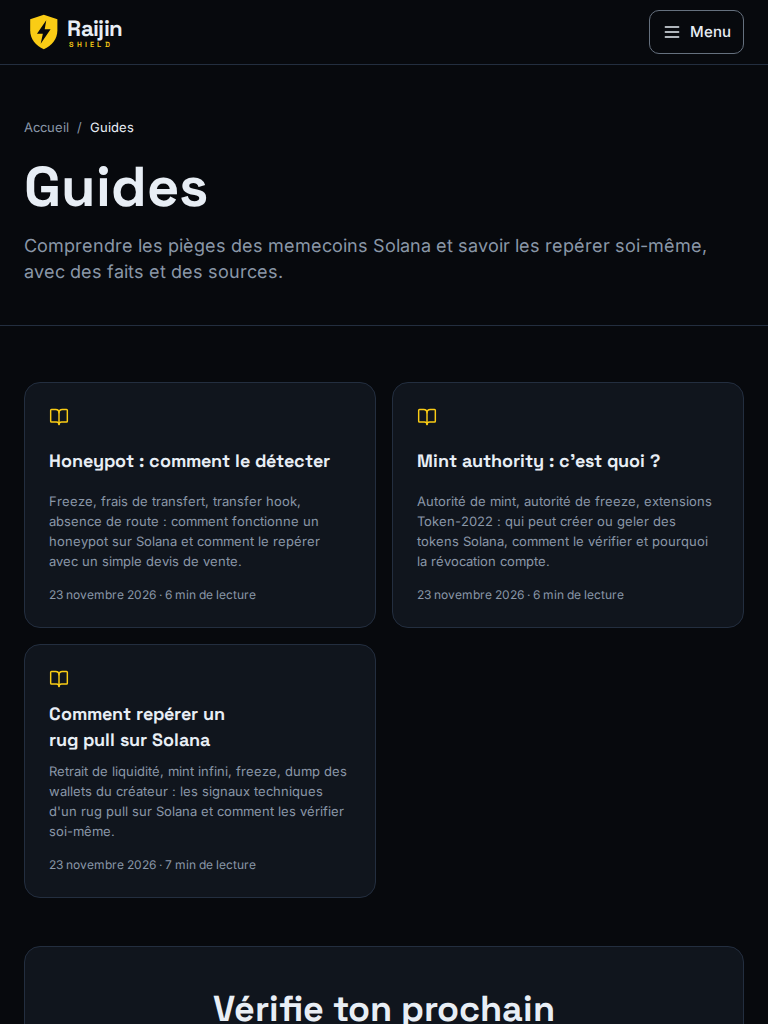 Raijin
SHIELD
Menu
Accueil / Guides
Guides
Comprendre les pièges des memecoins Solana et savoir les repérer soi-même,
avec des faits et des sources.
Honeypot : comment le détecter
Freeze, frais de transfert, transfer hook,
absence de route : comment fonctionne un
honeypot sur Solana et comment le repérer
avec un simple devis de vente.
23 novembre 2026 · 6 min de lecture
Mint authority : c’est quoi ?
Autorité de mint, autorité de freeze, extensions
Token-2022 : qui peut créer ou geler des
tokens Solana, comment le vérifier et pourquoi
la révocation compte.
23 novembre 2026 · 6 min de lecture
Comment repérer un
rug pull sur Solana
Retrait de liquidité, mint infini, freeze, dump des
wallets du créateur : les signaux techniques
d'un rug pull sur Solana et comment les vérifier
soi-même.
23 novembre 2026 · 7 min de lecture
Vérifie ton prochain